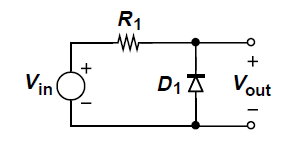 R1
+
Vin
−
D1
+
Vout
−